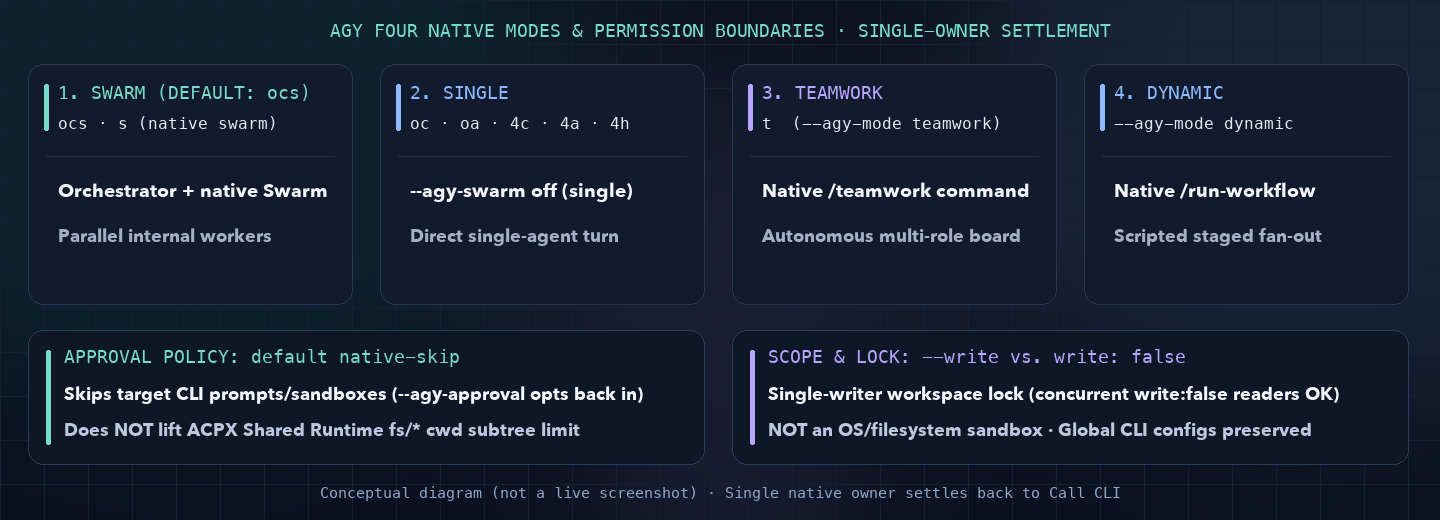 AGY FOUR NATIVE MODES & PERMISSION BOUNDARIES · SINGLE—OWNER SETTLEMENT
1. SWARM (DEFAULT: ocs)
ocs · s (native swarm)
Orchestrator + native Swarm
Parallel internal workers
2. SINGLE
oc · oa · 4c · 4a · 4h
--agy-swarm off (single)
Direct single-agent turn
3. TEAMWORK
t (——agy—mode teamwork)
Native /teamwork command
Autonomous multi-role board
4. DYNAMIC
——agy—mode dynamic
Native /run-workflow
Scripted staged fan-out
APPROVAL POLICY: default native—skip
Skips target CLI prompts/sandboxes (--agy-approval opts back in)
Does NOT lift ACPX Shared Runtime fs/* cwd subtree limit
SCOPE & LOCK: ——write vs. write: false
Single-writer workspace lock (concurrent write:false readers OK)
NOT an OS/filesystem sandbox · Global CLI configs preserved
Conceptual diagram (not a live screenshot) · Single native owner settles back to Call CLI